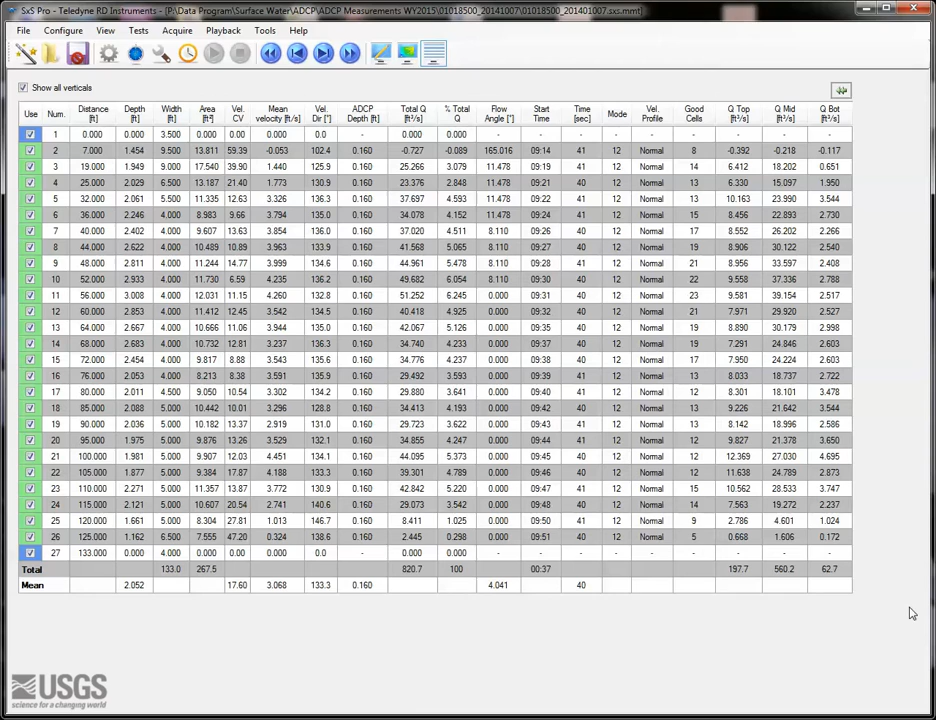 SxS Pro - Teledyne RD Instruments - [P:\Data Program\Surface Water\ADCP\ADCP Measurements WY2015\01018500_20141007\01018500_201401007.sxs.mmt]
File Configure View Tests Acquire Playback Tools Help
Show all verticals
Use Num. Distance [ft] Depth [ft] Width [ft] Area [ft²] Vel. CV Mean velocity [ft/s] Vel. Dir [°] ADCP Depth [ft] Total Q [ft³/s] % Total Q Flow Angle [°] Start Time Time [sec] Mode Vel. Profile Good Cells Q Top [ft³/s] Q Mid [ft³/s] Q Bot [ft³/s]
1 0.000 0.000 3.500 0.000 0.00 0.000 0.0 - 0.000 0.000 - - - - - - - - -
2 7.000 1.454 9.500 13.811 59.39 -0.053 102.4 0.160 -0.727 -0.089 165.016 09:14 41 12 Normal 8 -0.392 -0.218 -0.117
3 19.000 1.949 9.000 17.540 39.90 1.440 125.9 0.160 25.266 3.079 11.478 09:19 41 12 Normal 14 6.412 18.202 0.651
4 25.000 2.029 6.500 13.187 21.40 1.773 130.9 0.160 23.376 2.848 11.478 09:21 41 12 Normal 13 6.330 15.097 1.950
5 32.000 2.061 5.500 11.335 12.63 3.326 136.3 0.160 37.697 4.593 11.478 09:22 41 12 Normal 13 10.163 23.990 3.544
6 36.000 2.246 4.000 8.983 9.66 3.794 135.0 0.160 34.078 4.152 11.478 09:24 41 12 Normal 15 8.456 22.893 2.730
7 40.000 2.402 4.000 9.607 13.63 3.854 136.0 0.160 37.020 4.511 8.110 09:26 41 12 Normal 17 8.552 26.202 2.266
8 44.000 2.622 4.000 10.489 10.89 3.963 133.9 0.160 41.568 5.065 8.110 09:27 41 12 Normal 19 8.906 30.122 2.540
9 48.000 2.811 4.000 11.244 14.77 3.999 134.6 0.160 44.961 5.478 8.110 09:28 41 12 Normal 21 8.956 33.597 2.408
10 52.000 2.933 4.000 11.730 6.59 4.235 136.2 0.160 49.682 6.054 8.110 09:30 41 12 Normal 22 9.558 37.336 2.788
11 56.000 3.008 4.000 12.031 11.15 4.260 132.8 0.160 51.252 6.245 0.000 09:31 40 12 Normal 23 9.581 39.154 2.517
12 60.000 2.853 4.000 11.412 12.45 3.542 134.5 0.160 40.418 4.925 0.000 09:32 41 12 Normal 21 7.971 29.920 2.527
13 64.000 2.667 4.000 10.666 11.06 3.944 135.0 0.160 42.067 5.126 0.000 09:35 40 12 Normal 19 8.890 30.179 2.998
14 68.000 2.683 4.000 10.732 12.81 3.237 136.3 0.160 34.740 4.233 0.000 09:37 40 12 Normal 19 7.291 24.846 2.603
15 72.000 2.454 4.000 9.817 8.88 3.543 135.6 0.160 34.776 4.237 0.000 09:38 40 12 Normal 17 7.950 24.224 2.603
16 76.000 2.053 4.000 8.213 8.38 3.591 135.9 0.160 29.492 3.593 0.000 09:39 40 12 Normal 13 8.033 18.737 2.722
17 80.000 2.011 4.500 9.050 10.54 3.302 134.2 0.160 29.880 3.641 0.000 09:40 41 12 Normal 13 8.301 18.101 3.478
18 85.000 2.088 5.000 10.442 10.01 3.296 128.8 0.160 34.413 4.193 0.000 09:42 40 12 Normal 13 9.226 21.642 3.544
19 90.000 2.036 5.000 10.182 13.37 2.919 131.0 0.160 29.723 3.622 0.000 09:43 41 12 Normal 13 8.142 18.996 2.586
20 95.000 1.975 5.000 9.876 13.26 3.529 132.1 0.160 34.855 4.247 0.000 09:44 41 12 Normal 12 9.827 21.378 3.650
21 100.000 1.981 5.000 9.907 12.03 4.451 134.1 0.160 44.095 5.373 0.000 09:45 40 12 Normal 12 12.369 27.030 4.695
22 105.000 1.877 5.000 9.384 17.87 4.188 133.3 0.160 39.301 4.789 0.000 09:46 40 12 Normal 12 11.638 24.789 2.873
23 110.000 2.271 5.000 11.357 13.87 3.772 130.9 0.160 42.842 5.220 0.000 09:47 40 12 Normal 15 10.562 28.533 3.747
24 115.000 2.121 5.000 10.607 20.54 2.741 140.6 0.160 29.073 3.542 0.000 09:48 40 12 Normal 14 7.563 19.272 2.237
25 120.000 1.661 5.000 8.304 27.81 1.013 146.7 0.160 8.411 1.025 0.000 09:50 41 12 Normal 9 2.786 4.601 1.024
26 125.000 1.162 6.500 7.555 47.20 0.324 138.6 0.160 2.445 0.298 0.000 09:51 40 12 Normal 5 0.668 1.606 0.172
27 133.000 0.000 4.000 0.000 0.00 0.000 0.0 - 0.000 0.000 - - - - - - - - -
Total 133.0 267.5 820.7 100 00:37 197.7 560.2 62.7
Mean 2.052 17.60 3.068 133.3 0.160 4.041 40
USGS
science for a changing world